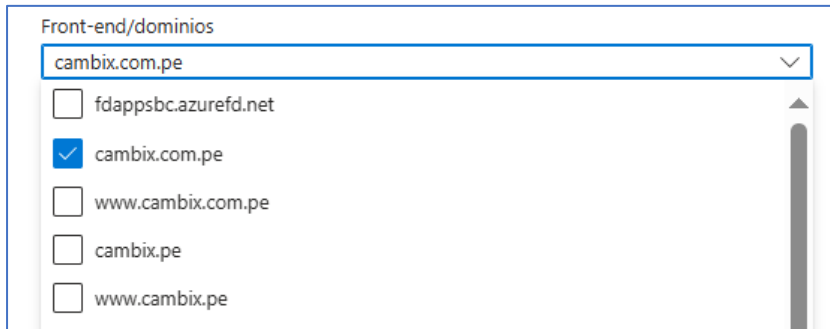 Front-end/dominios
cambix.com.pe
fdappsbc.azurefd.net
cambix.com.pe
www.cambix.com.pe
cambix.pe
www.cambix.pe